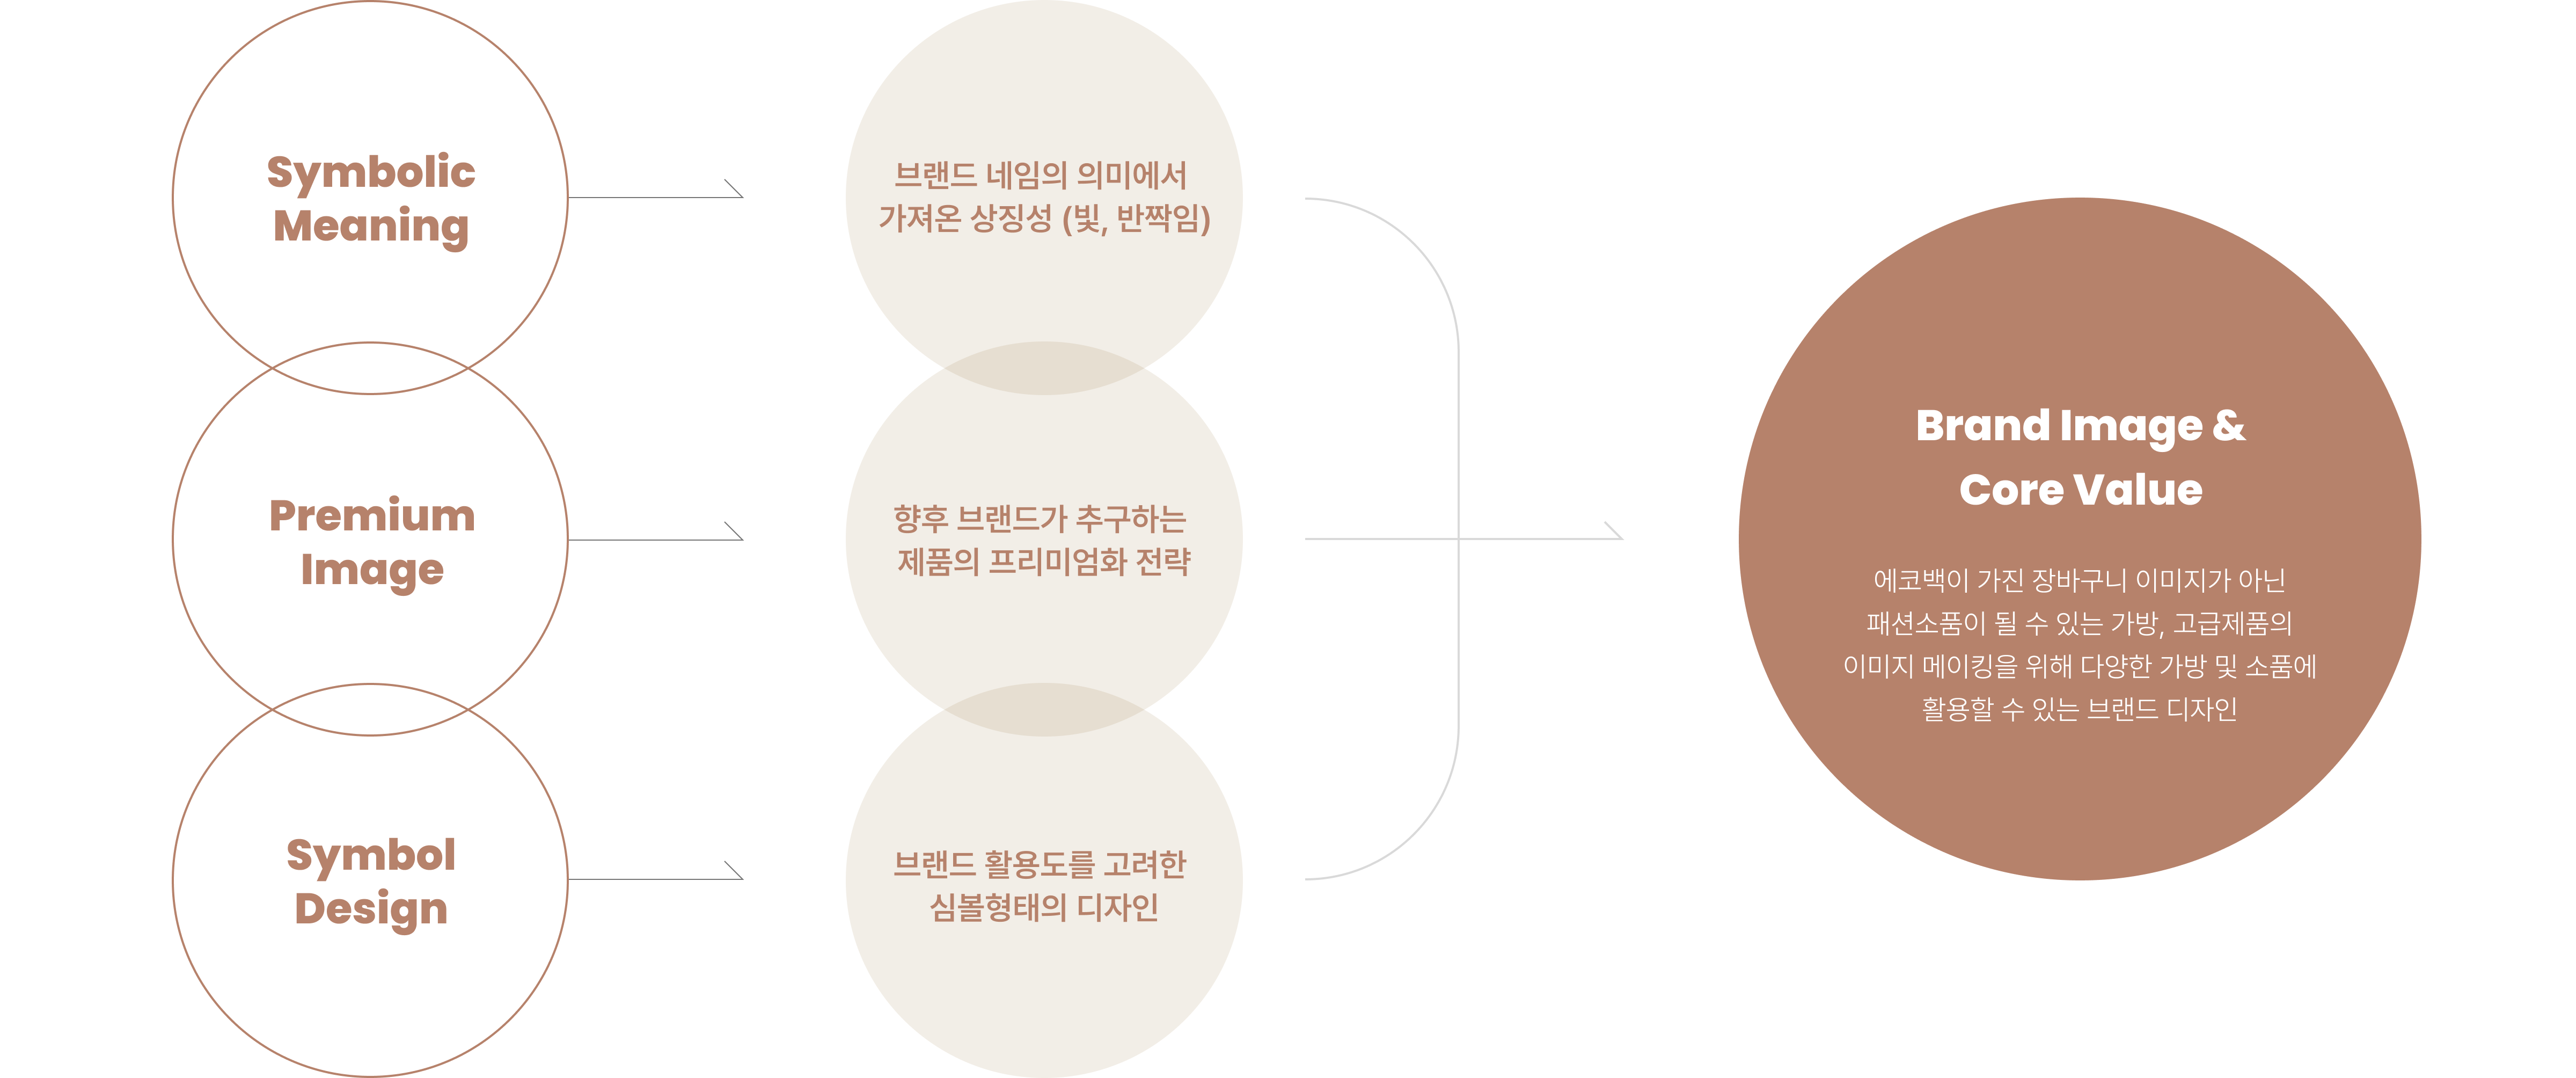 Symbolic
Meaning
브랜드 네임의 의미에서
가져온 상징성 (빛, 반짝임)
Premium
Image
향후 브랜드가 추구하는
제품의 프리미엄화 전략
Symbol
Design
브랜드 활용도를 고려한
심볼형태의 디자인
Brand Image &
Core Value
에코백이 가진 장바구니 이미지가 아닌
패션소품이 될 수 있는 가방, 고급제품의
이미지 메이킹을 위해 다양한 가방 및 소품에
활용할 수 있는 브랜드 디자인